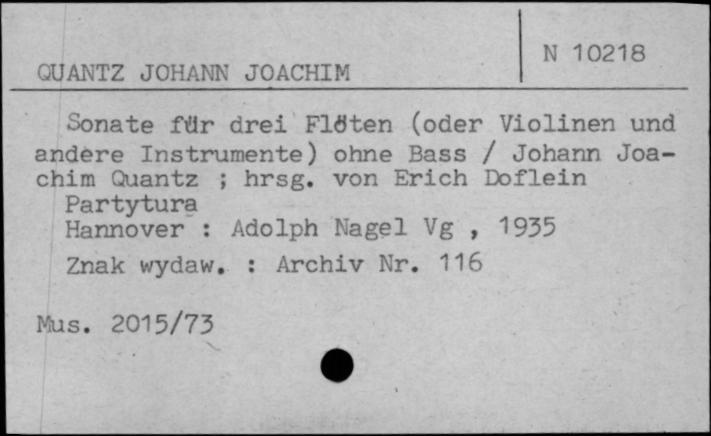 N 10218
QUANTZ JOHANN JOACHIM
Sonate für drei Flöten (oder Violinen und
andere Instrumente) ohne Bass / Johann Joa-
chim Quantz ; hrsg. von Erich Doflein
Partytura
Hannover : Adolph Nagel Vg , 1935
Znak wydaw. : Archiv Nr. 116
Mus. 2015/73